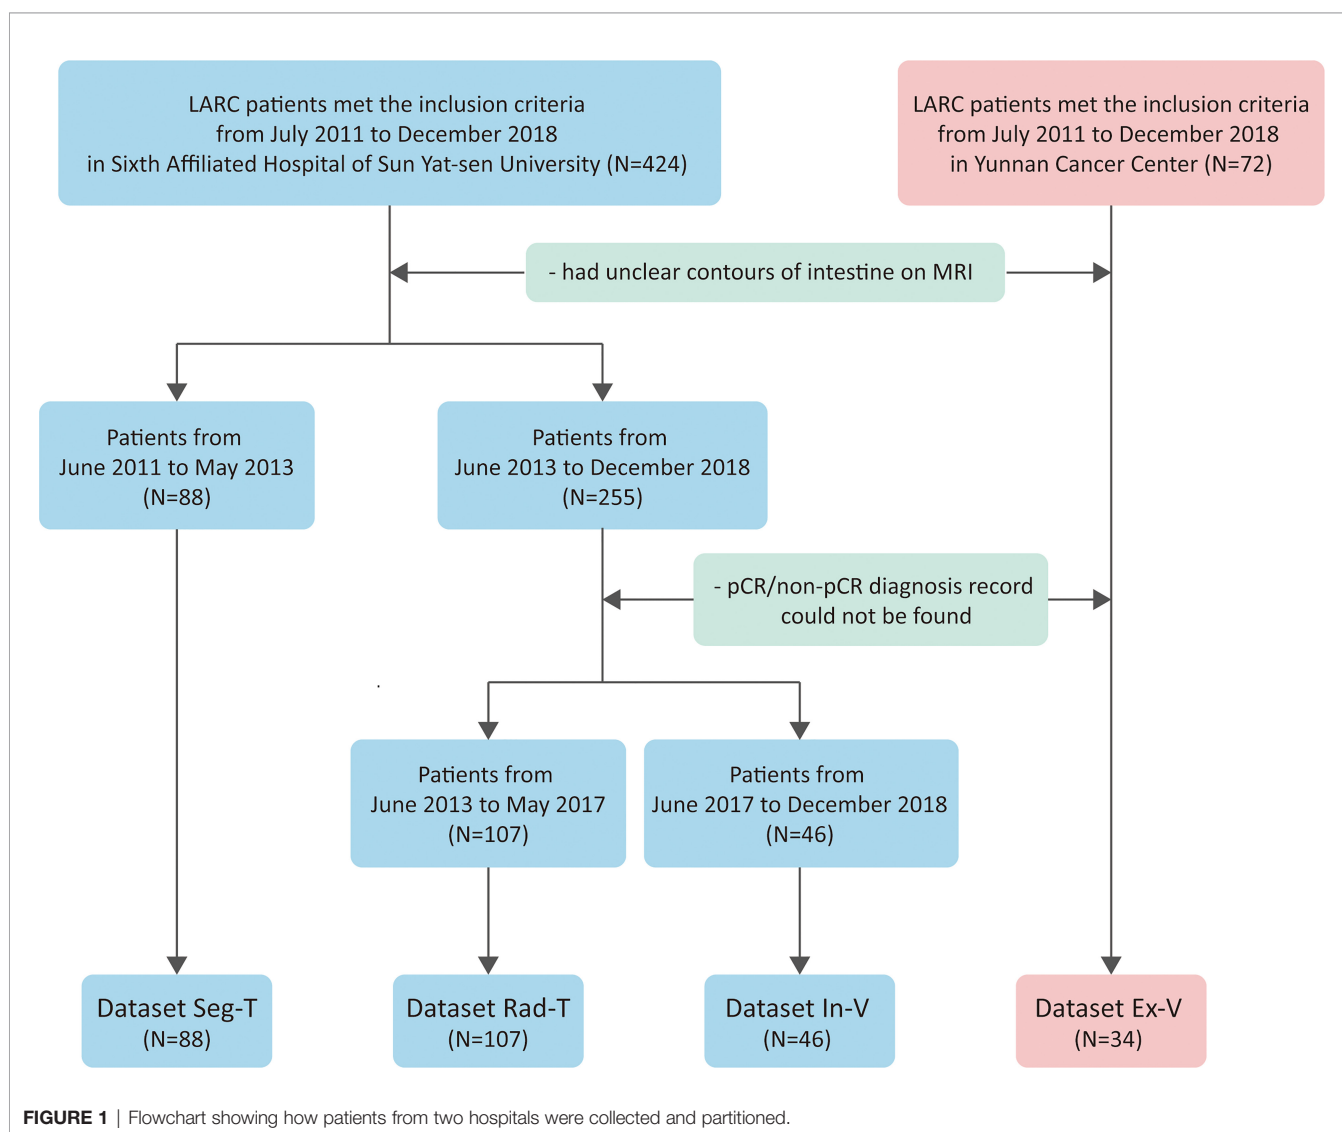 LARC patients met the inclusion criteria
from July 2011 to December 2018
in Sixth Affiliated Hospital of Sun Yat-sen University (N=424)
LARC patients met the inclusion criteria
from July 2011 to December 2018
in Yunnan Cancer Center (N=72)
- had unclear contours of intestine on MRI
Patients from
June 2011 to May 2013
(N=88)
Patients from
June 2013 to December 2018
(N=255)
- pCR/non-pCR diagnosis record
could not be found
Patients from
June 2013 to May 2017
(N=107)
Patients from
June 2017 to December 2018
(N=46)
Dataset Seg-T
(N=88)
Dataset Rad-T
(N=107)
Dataset In-V
(N=46)
Dataset Ex-V
(N=34)
FIGURE 1 | Flowchart showing how patients from two hospitals were collected and partitioned.